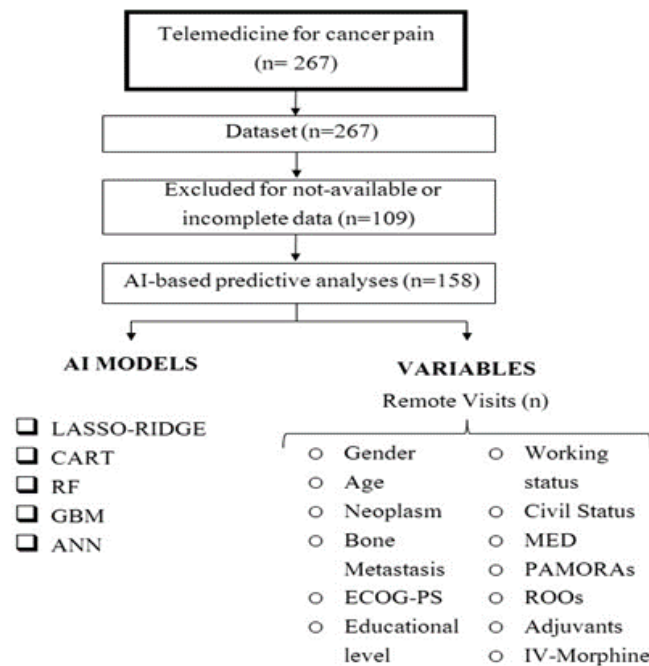 Telemedicine for cancer pain
(n= 267)
Dataset (n=267)
Excluded for not-available or
incomplete data (n=109)
AI-based predictive analyses (n=158)
AI MODELS
LASSO-RIDGE
CART
RF
GBM
ANN
VARIABLES
Remote Visits (n)
Gender
Age
Neoplasm
Bone
Metastasis
ECOG-PS
Educational
level
Working
status
Civil Status
MED
PAMORAs
ROOs
Adjuvants
IV-Morphine